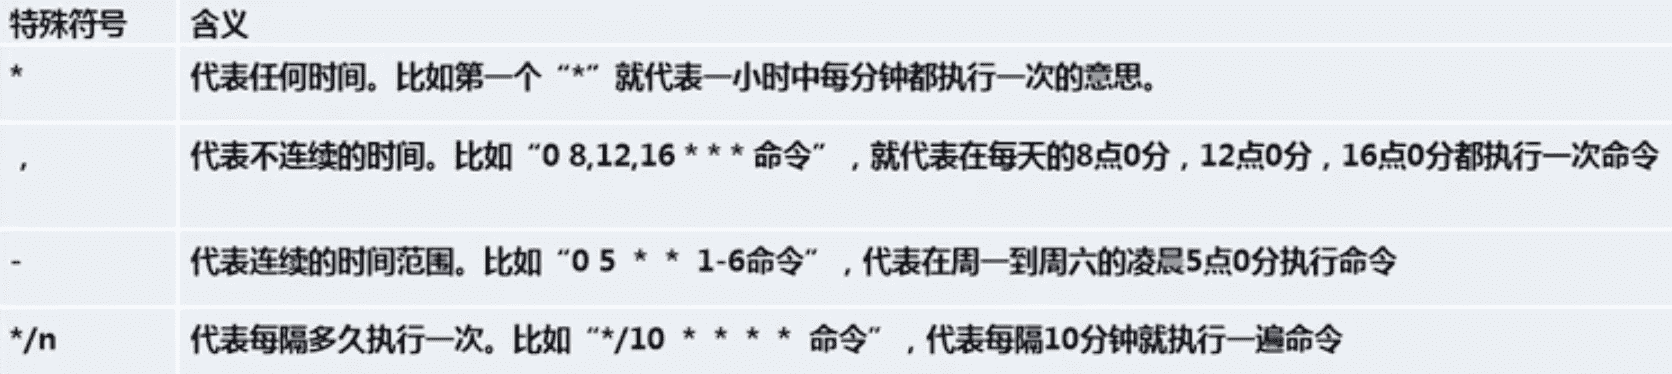 特殊符号 含义
* 代表任何时间。比如第一个“*”就代表一小时中每分钟都执行一次的意思。
, 代表不连续的时间。比如“0 8,12,16 * * * 命令”，就代表在每天的8点0分，12点0分，16点0分都执行一次命令
- 代表连续的时间范围。比如“0 5 * * 1-6命令”，代表在周一到周六的凌晨5点0分执行命令
*/n 代表每隔多久执行一次。比如“*/10 * * * * 命令”，代表每隔10分钟就执行一遍命令